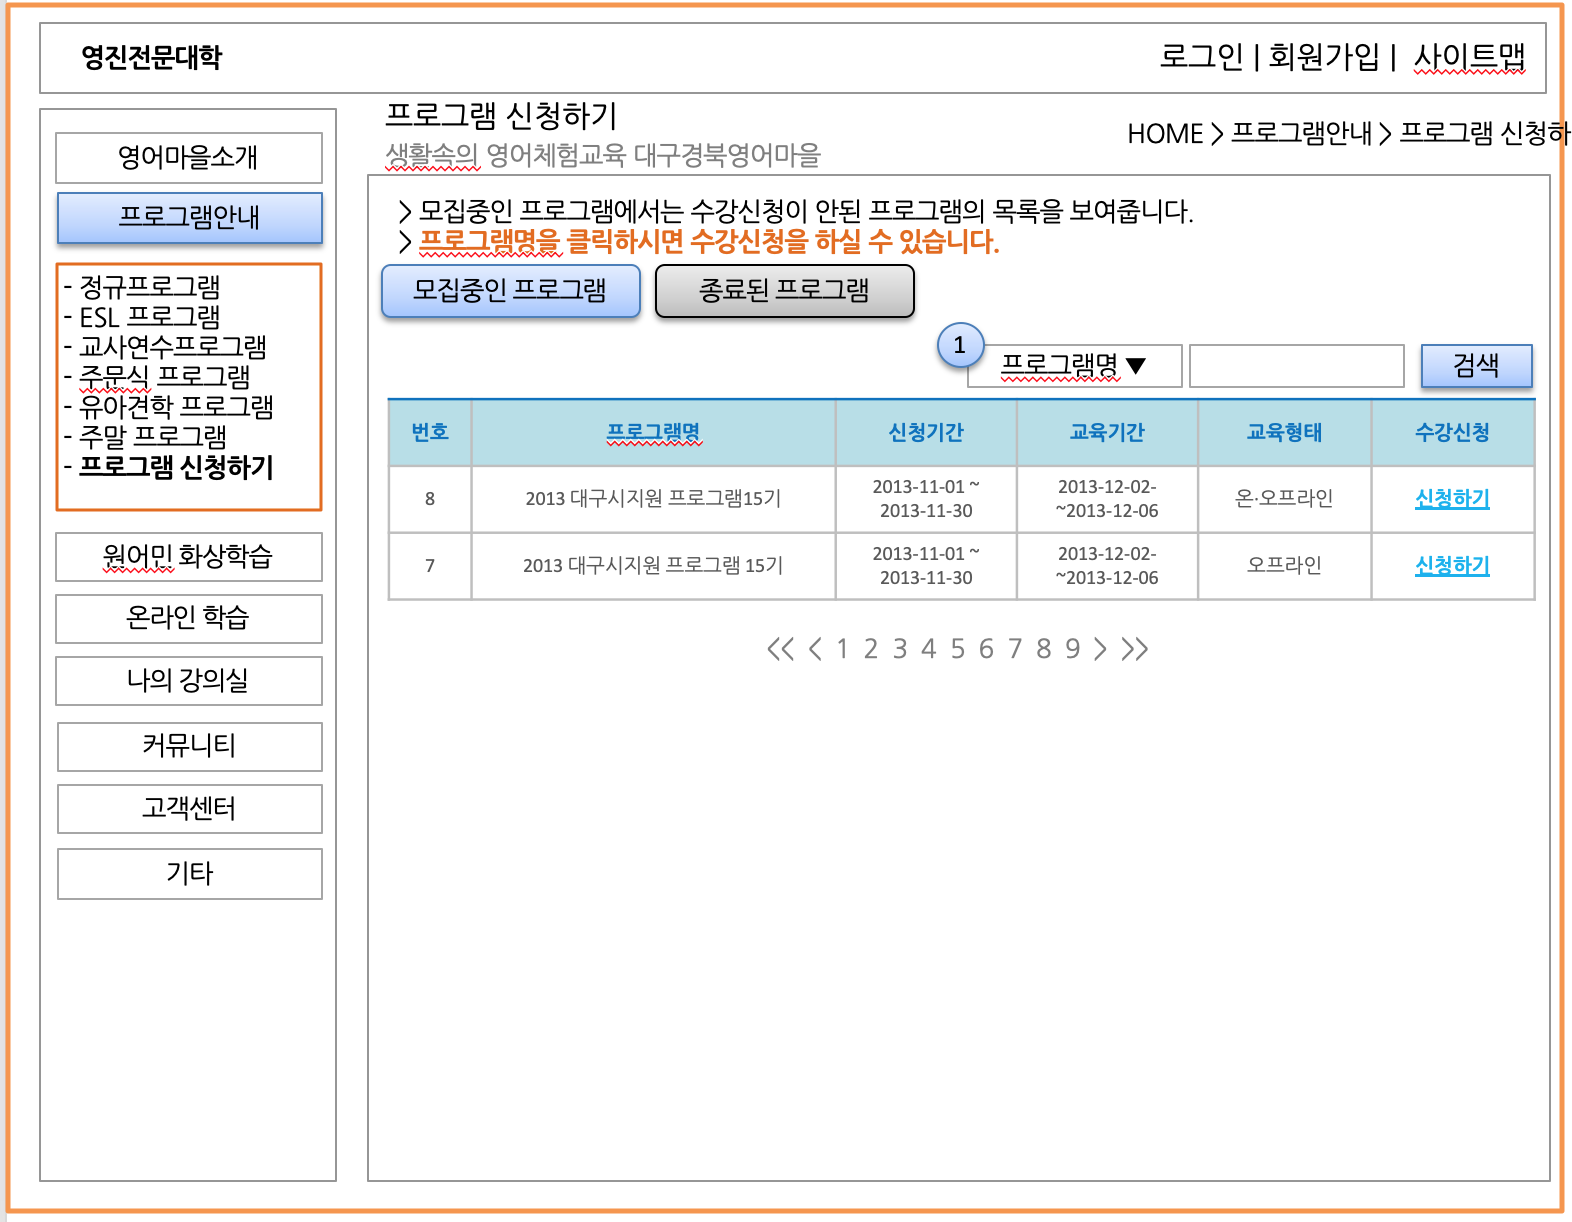 영진전문대학
로그인 | 회원가입 | 사이트맵
영어마을소개
프로그램안내
- 정규프로그램
- ESL 프로그램
- 교사연수프로그램
- 주문식 프로그램
- 유아견학 프로그램
- 주말 프로그램
- 프로그램 신청하기
원어민 화상학습
온라인 학습
나의 강의실
커뮤니티
고객센터
기타
프로그램 신청하기
생활속의 영어체험교육 대구경북영어마을
HOME > 프로그램안내 > 프로그램 신청하
> 모집중인 프로그램에서는 수강신청이 안된 프로그램의 목록을 보여줍니다.
> 프로그램명을 클릭하시면 수강신청을 하실 수 있습니다.
모집중인 프로그램 종료된 프로그램
1 프로그램명 ▼ 검색
번호 프로그램명 신청기간 교육기간 교육형태 수강신청
8 2013 대구시지원 프로그램15기 2013-11-01 ~ 2013-11-30 2013-12-02- ~2013-12-06 온·오프라인 신청하기
7 2013 대구시지원 프로그램 15기 2013-11-01 ~ 2013-11-30 2013-12-02- ~2013-12-06 오프라인 신청하기
<< < 1 2 3 4 5 6 7 8 9 > >>